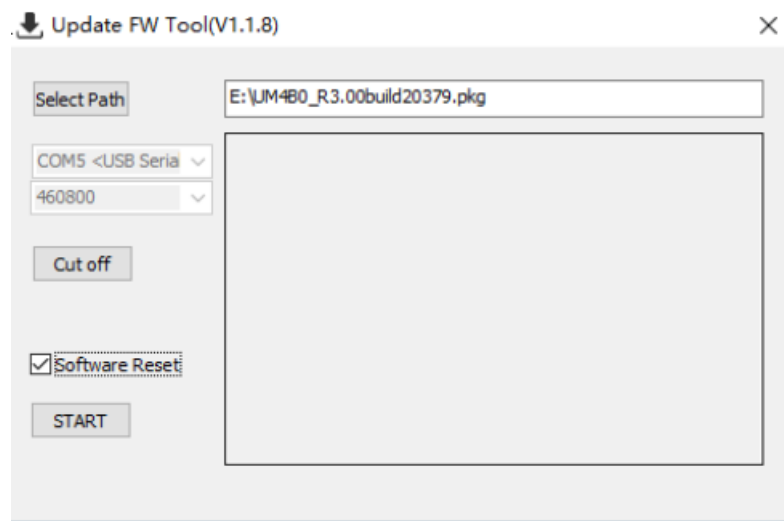 Update FW Tool(V1.1.8)
Select Path
E:\UM4B0_R3.00build20379.pkg
COM5 <USB Seria
460800
Cut off
Software Reset
START